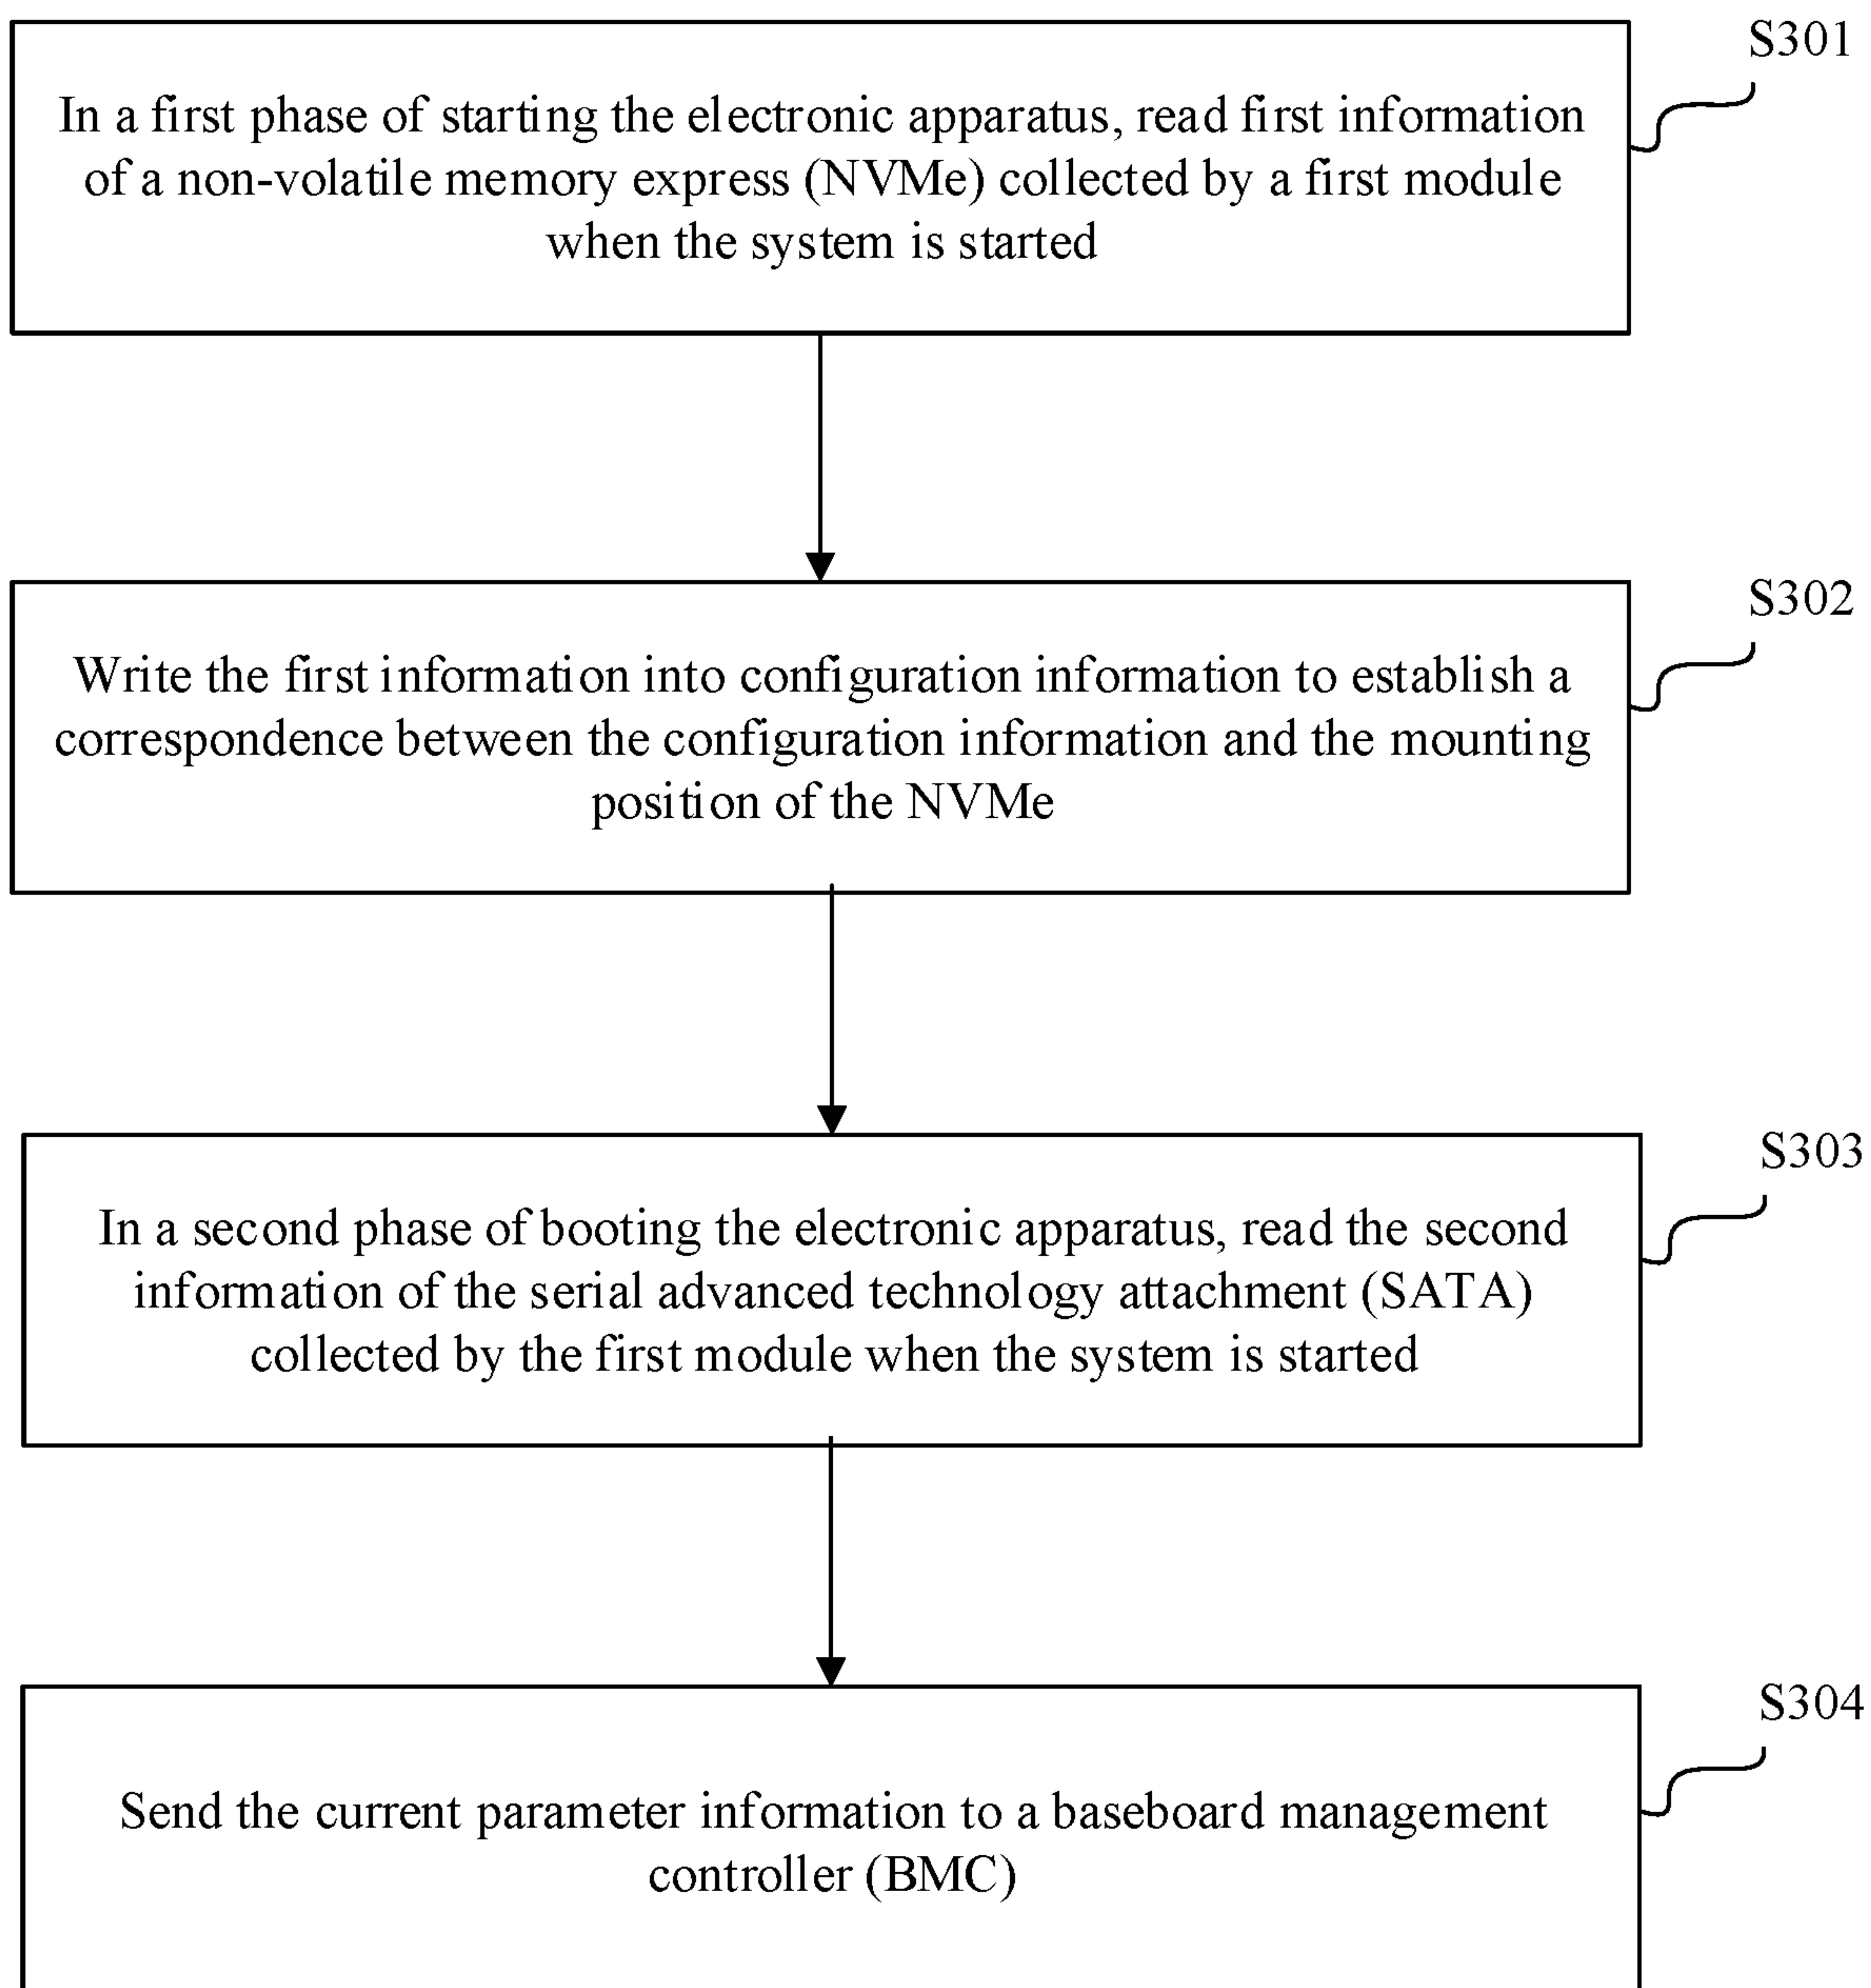 S301
In a first phase of starting the electronic apparatus, read first information
of a non-volatile memory express (NVMe) collected by a first module
when the system is started
S302
Write the first information into configuration information to establish a
correspondence between the configuration information and the mounting
position of the NVMe
S303
In a second phase of booting the electronic apparatus, read the second
information of the serial advanced technology attachment (SATA)
collected by the first module when the system is started
S304
Send the current parameter information to a baseboard management
controller (BMC)